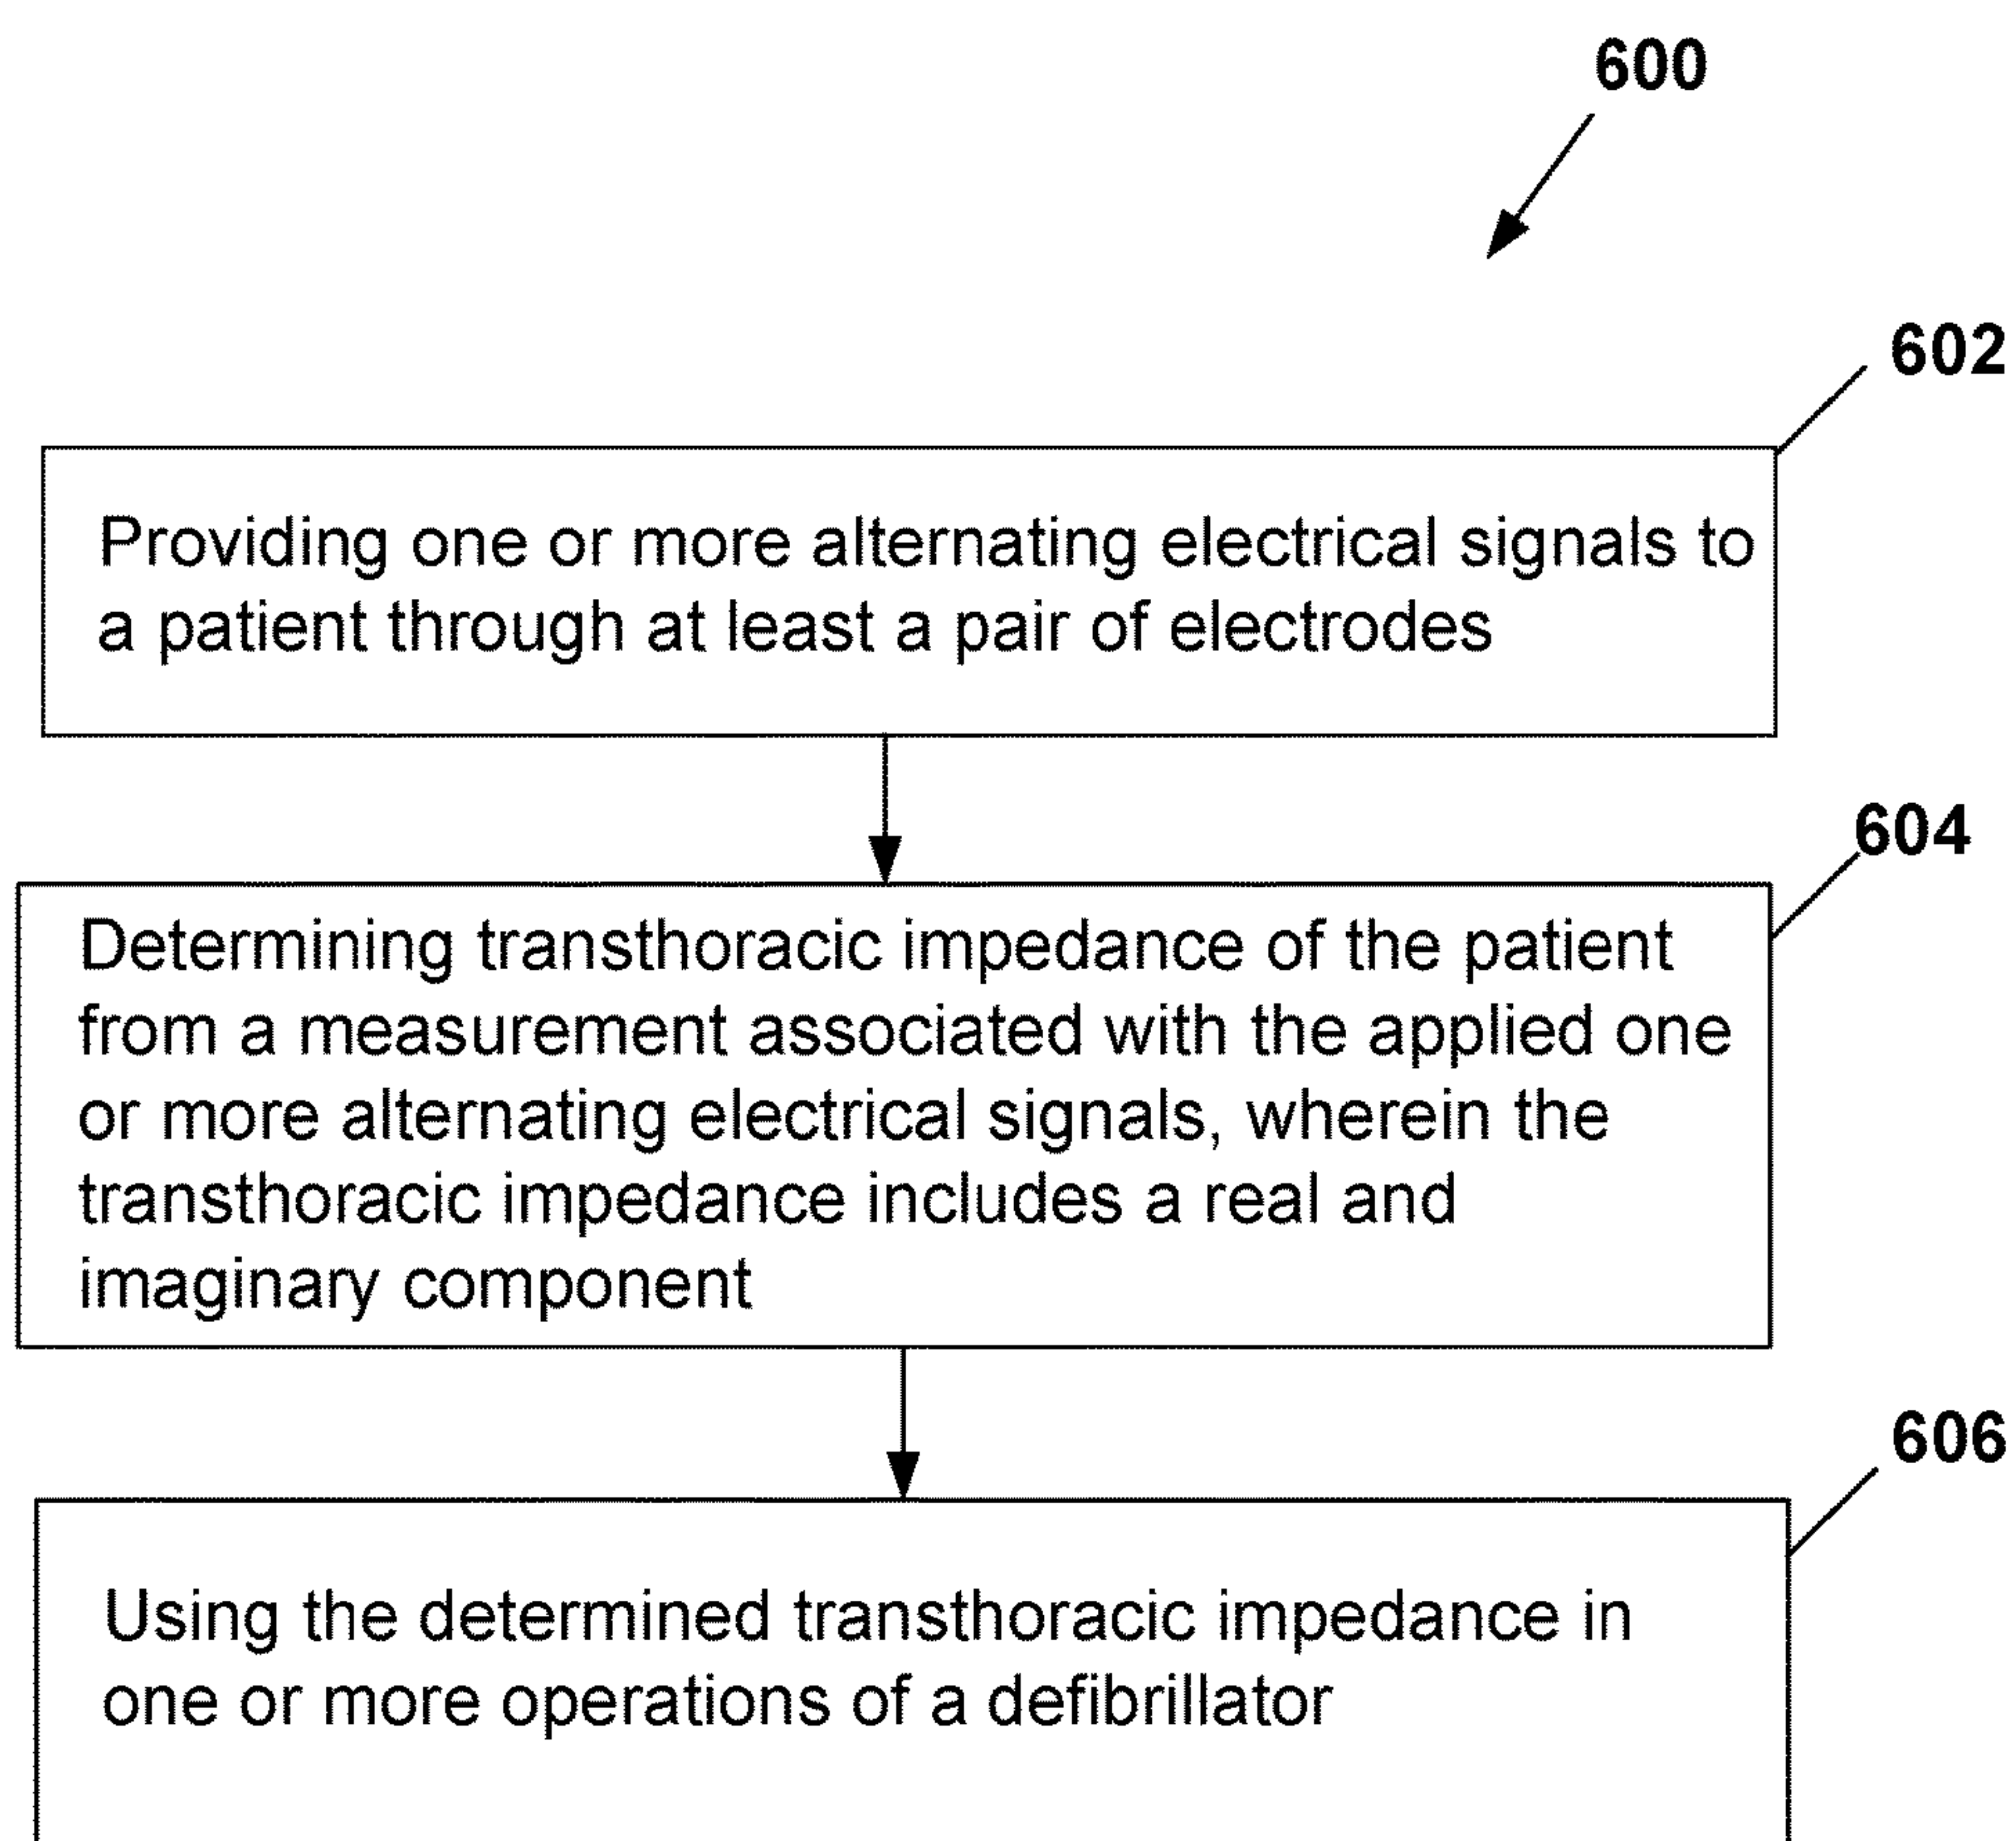 600
602
Providing one or more alternating electrical signals to
a patient through at least a pair of electrodes
604
Determining transthoracic impedance of the patient
from a measurement associated with the applied one
or more alternating electrical signals, wherein the
transthoracic impedance includes a real and
imaginary component
606
Using the determined transthoracic impedance in
one or more operations of a defibrillator